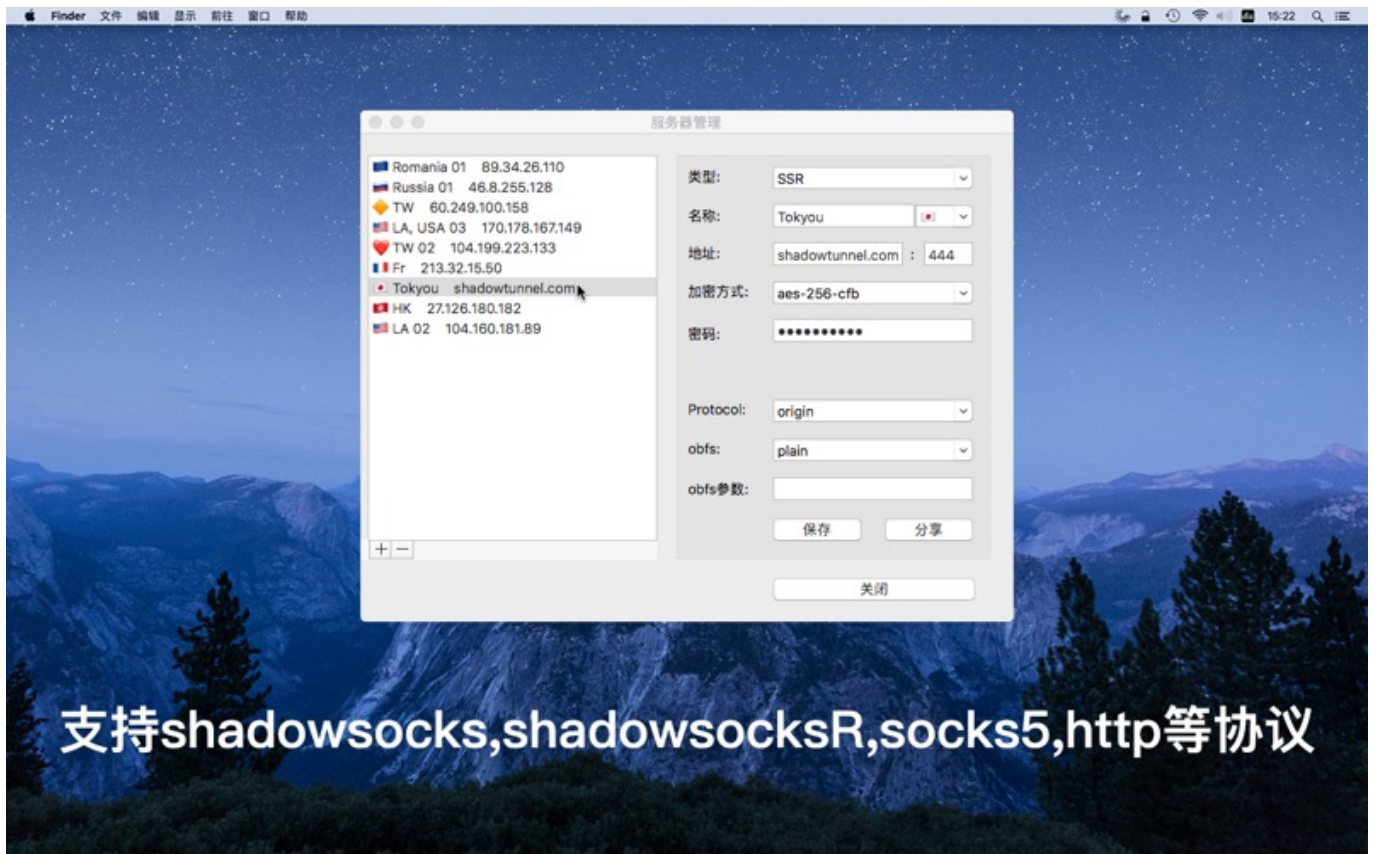 Finder 文件 编辑 显示 前往 窗口 帮助 15:22
服务器管理
Romania 01 89.34.26.110
Russia 01 46.8.255.128
TW 60.249.100.158
LA, USA 03 170.178.167.149
TW 02 104.199.223.133
Fr 213.32.15.50
Tokyou shadowtunnel.com
HK 27.126.180.182
LA 02 104.160.181.89
类型: SSR
名称: Tokyou
地址: shadowtunnel.com : 444
加密方式: aes-256-cfb
密码: ••••••••••
Protocol: origin
obfs: plain
obfs参数:
保存 分享
关闭
支持shadowsocks,shadowsocksR,socks5,http等协议